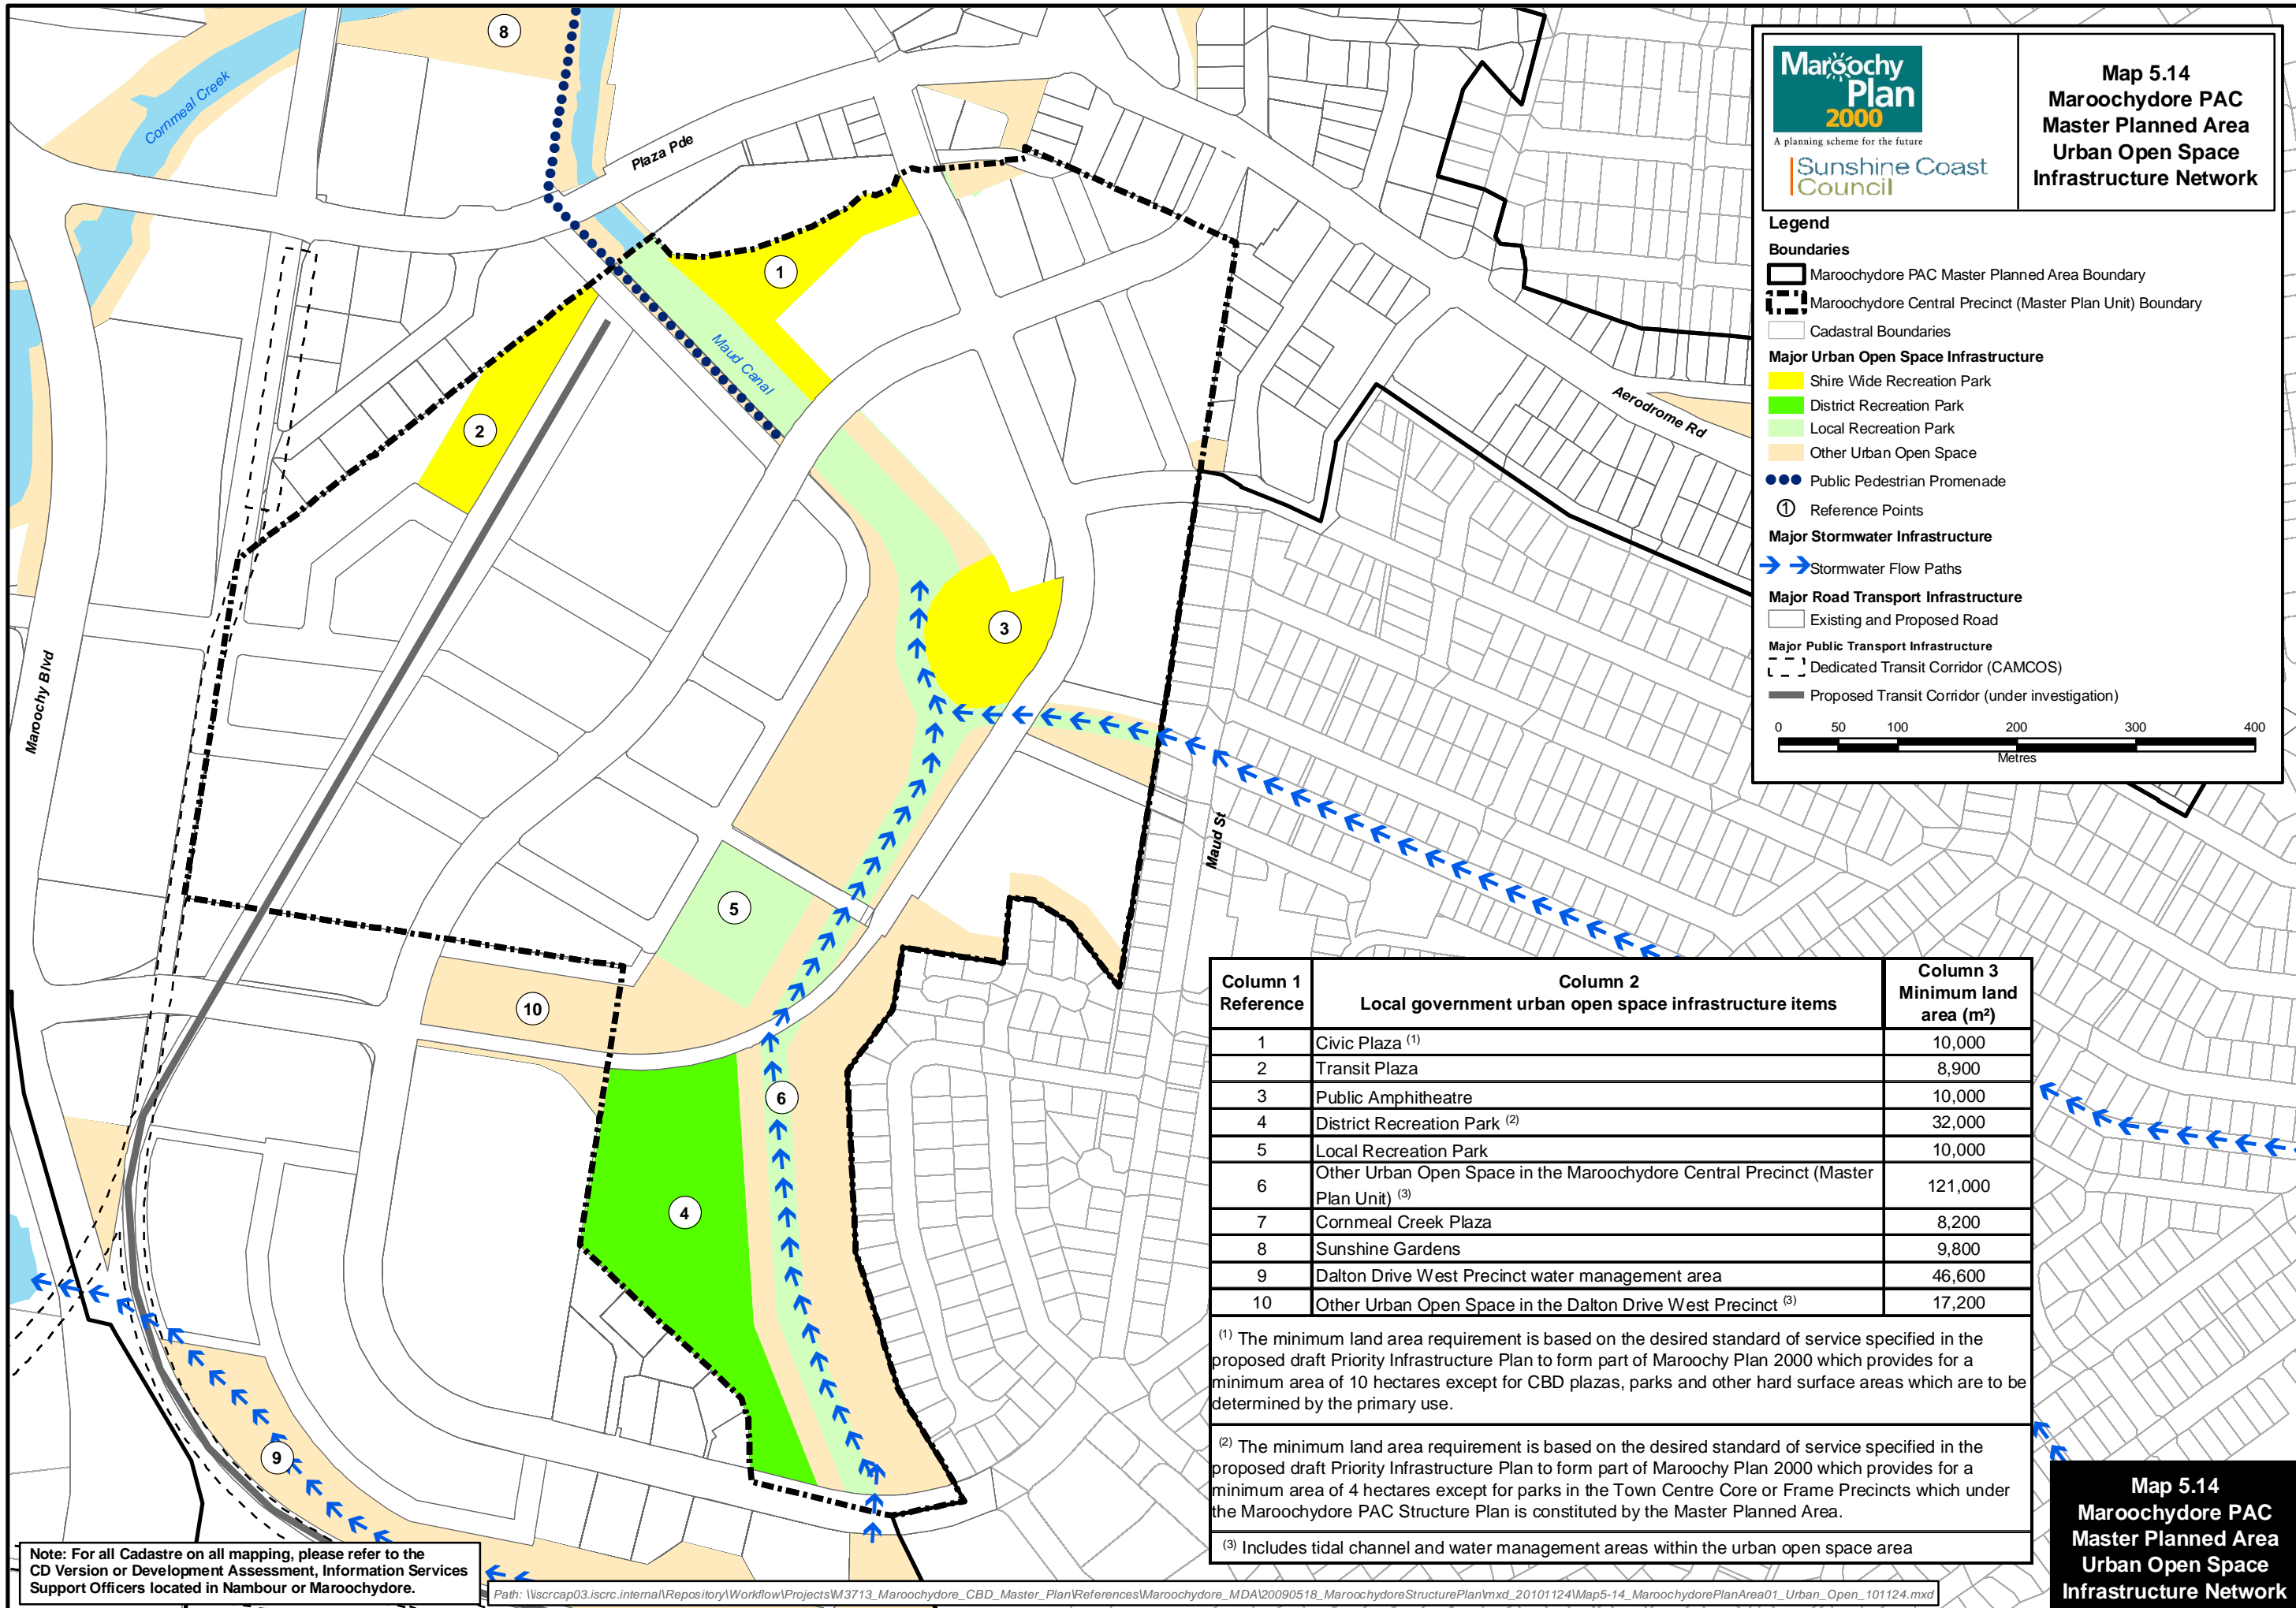 8
Cornmeal Creek
Plaza Pde
1
2
Maud Canal
3
Maroochy Blvd
Aerodrome Rd
Maud St
5
10
6
4
9
Maroochy
Plan
2000
A planning scheme for the future
Sunshine Coast
Council
Map 5.14
Maroochydore PAC
Master Planned Area
Urban Open Space
Infrastructure Network
Legend
Boundaries
Maroochydore PAC Master Planned Area Boundary
Maroochydore Central Precinct (Master Plan Unit) Boundary
Cadastral Boundaries
Major Urban Open Space Infrastructure
Shire Wide Recreation Park
District Recreation Park
Local Recreation Park
Other Urban Open Space
Public Pedestrian Promenade
1 Reference Points
Major Stormwater Infrastructure
Stormwater Flow Paths
Major Road Transport Infrastructure
Existing and Proposed Road
Major Public Transport Infrastructure
Dedicated Transit Corridor (CAMCOS)
Proposed Transit Corridor (under investigation)
0 50 100 200 300 400
Metres
Column 1 Reference Column 2 Local government urban open space infrastructure items Column 3 Minimum land area (m²)
1 Civic Plaza (1) 10,000
2 Transit Plaza 8,900
3 Public Amphitheatre 10,000
4 District Recreation Park (2) 32,000
5 Local Recreation Park 10,000
6 Other Urban Open Space in the Maroochydore Central Precinct (Master Plan Unit) (3) 121,000
7 Cornmeal Creek Plaza 8,200
8 Sunshine Gardens 9,800
9 Dalton Drive West Precinct water management area 46,600
10 Other Urban Open Space in the Dalton Drive West Precinct (3) 17,200
(1) The minimum land area requirement is based on the desired standard of service specified in the
proposed draft Priority Infrastructure Plan to form part of Maroochy Plan 2000 which provides for a
minimum area of 10 hectares except for CBD plazas, parks and other hard surface areas which are to be
determined by the primary use.
(2) The minimum land area requirement is based on the desired standard of service specified in the
proposed draft Priority Infrastructure Plan to form part of Maroochy Plan 2000 which provides for a
minimum area of 4 hectares except for parks in the Town Centre Core or Frame Precincts which under
the Maroochydore PAC Structure Plan is constituted by the Master Planned Area.
(3) Includes tidal channel and water management areas within the urban open space area
Note: For all Cadastre on all mapping, please refer to the
CD Version or Development Assessment, Information Services
Support Officers located in Nambour or Maroochydore.
Path: \\iscrcap03.iscrc.internal\Repository\Workflow\Projects\M3713_Maroochydore_CBD_Master_Plan\References\Maroochydore_MDA\20090518_MaroochydoreStructurePlan\mxd_20101124\Map5-14_MaroochydorePlanArea01_Urban_Open_101124.mxd
Map 5.14
Maroochydore PAC
Master Planned Area
Urban Open Space
Infrastructure Network